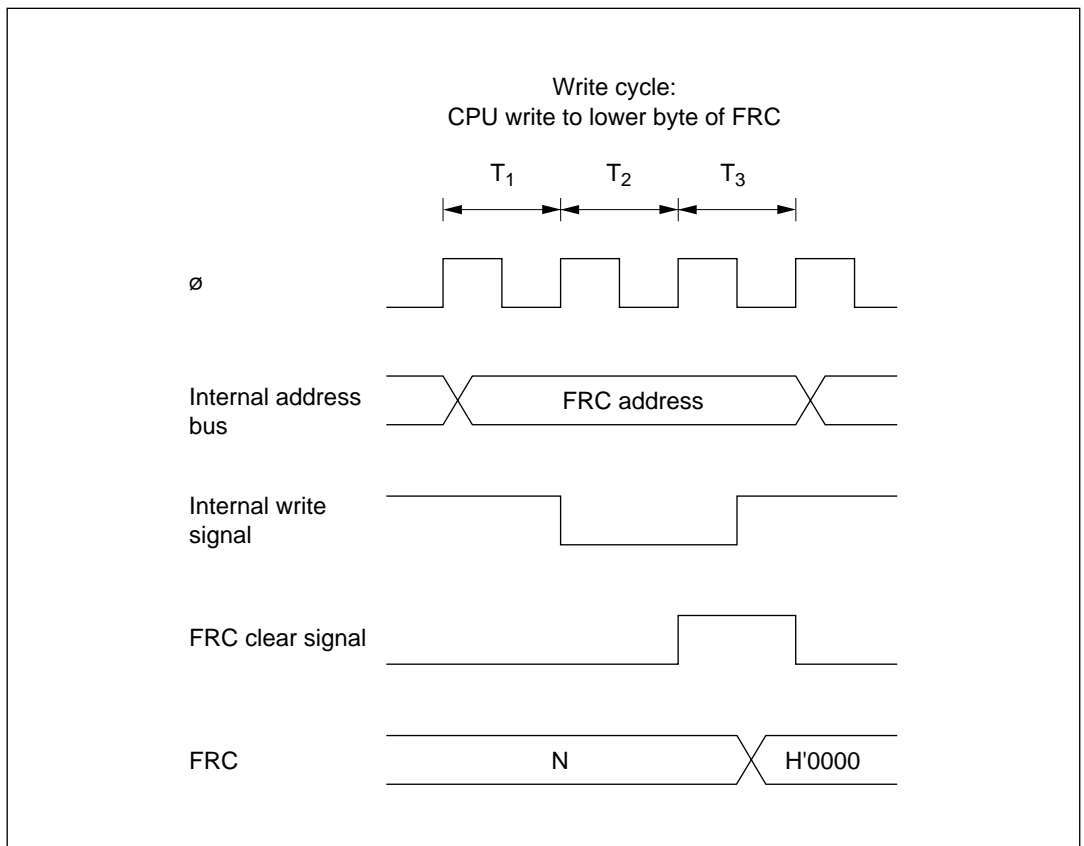 Write cycle:
CPU write to lower byte of FRC
T1 T2 T3
ø
Internal address
bus
FRC address
Internal write
signal
FRC clear signal
FRC
N
H'0000